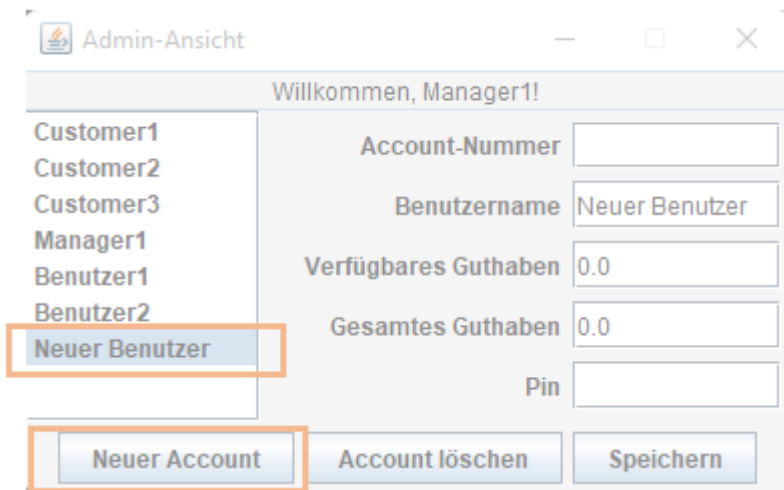 Admin-Ansicht
Willkommen, Manager1!
Customer1
Customer2
Customer3
Manager1
Benutzer1
Benutzer2
Neuer Benutzer
Account-Nummer
Benutzername Neuer Benutzer
Verfügbares Guthaben 0.0
Gesamtes Guthaben 0.0
Pin
Neuer Account Account löschen Speichern